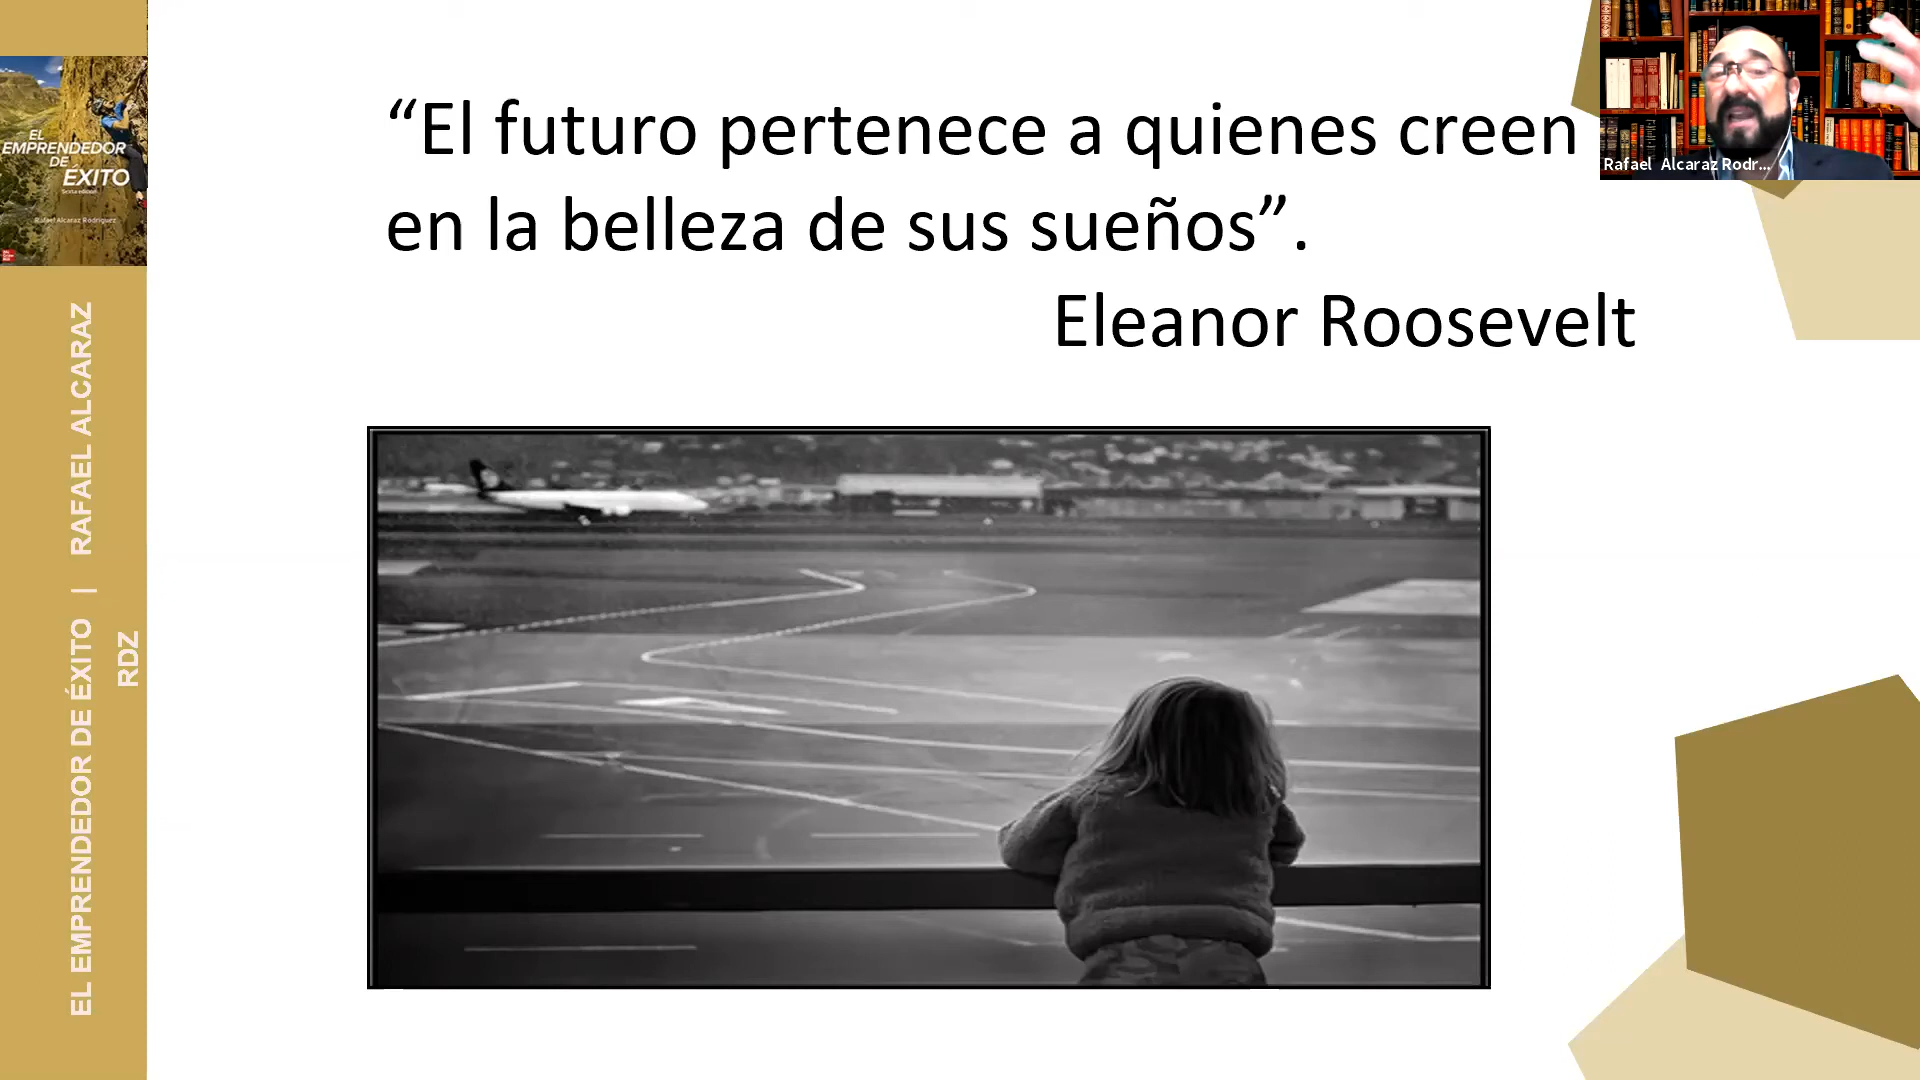 “El futuro pertenece a quienes creen
en la belleza de sus sueños”.
Eleanor Roosevelt
Rafael Alcaraz Rodr...
EL
EMPRENDEDOR
DE
ÉXITO
Rafael Alcaraz Rodríguez
EL EMPRENDEDOR DE ÉXITO | RAFAEL ALCARAZ
RDZ